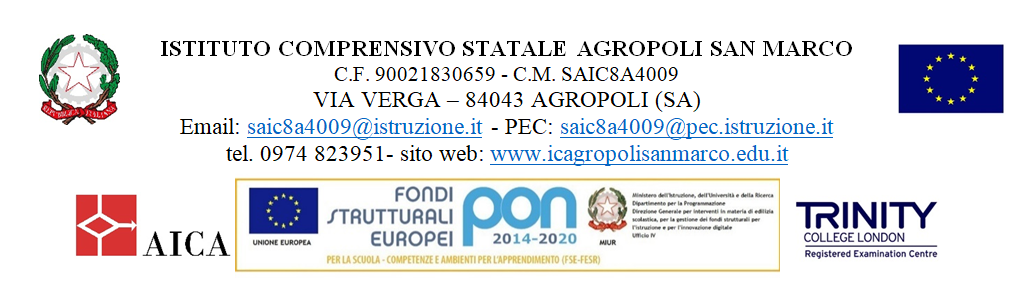 ISTITUTO COMPRENSIVO STATALE AGROPOLI SAN MARCO
C.F. 90021830659 - C.M. SAIC8A4009
VIA VERGA – 84043 AGROPOLI (SA)
Email: saic8a4009@istruzione.it - PEC: saic8a4009@pec.istruzione.it
tel. 0974 823951- sito web: www.icagropolisanmarco.edu.it
REPVBBLICA ITALIANA
AICA
UNIONE EUROPEA
FONDI
STRUTTURALI
EUROPEI
pon
2014-2020
MIUR
Ministero dell'Istruzione, dell'Università e della Ricerca
Dipartimento per la Programmazione
Direzione Generale per interventi in materia di edilizia
scolastica, per la gestione dei fondi strutturali per
l'istruzione e per l'innovazione digitale
Ufficio IV
PER LA SCUOLA - COMPETENZE E AMBIENTI PER L'APPRENDIMENTO (FSE-FESR)
TRINITY
COLLEGE LONDON
Registered Examination Centre